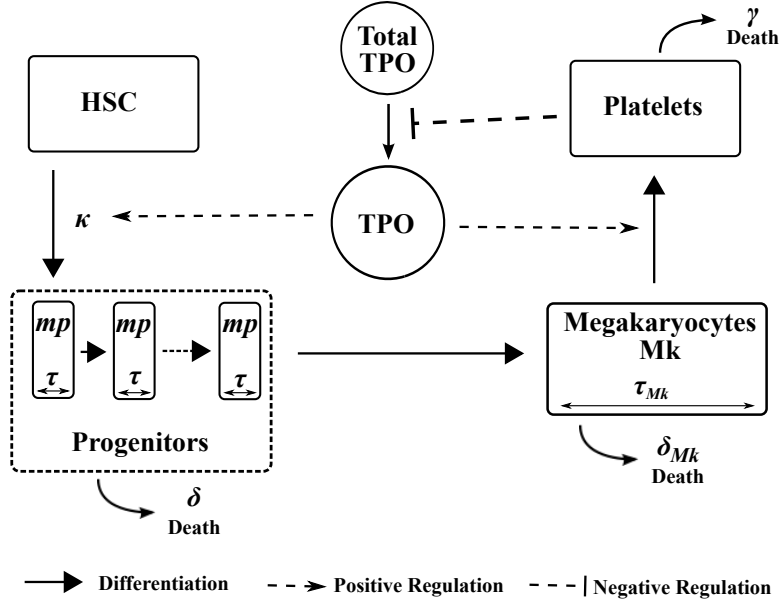 Total
TPO
γ
Death
HSC
Platelets
κ
TPO
mp mp mp
τ τ τ
Progenitors
Megakaryocytes
Mk
τMk
δ
Death
δMk
Death
Differentiation
Positive Regulation
Negative Regulation